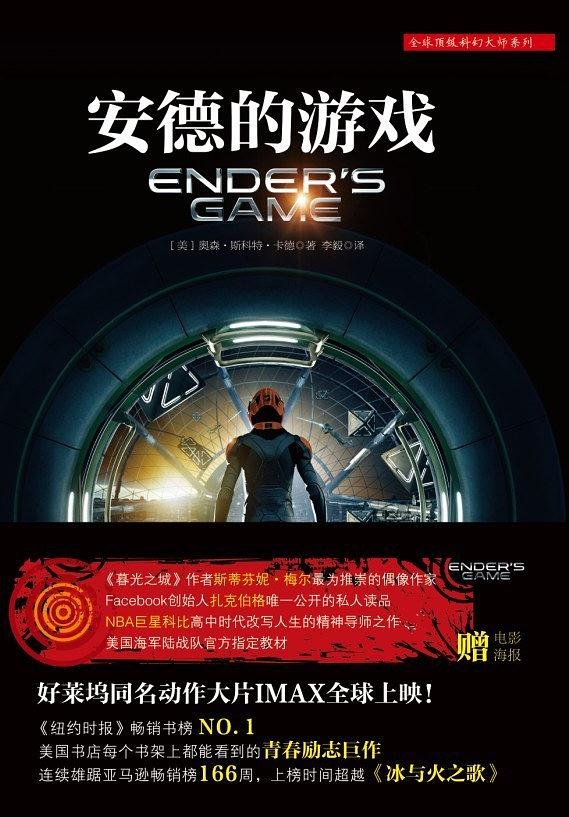 全球顶级科幻大师系列
安德的游戏
ENDER'S
GAME
[美]奥森·斯科特·卡德◎著 李毅◎译
《暮光之城》作者斯蒂芬妮·梅尔最为推崇的偶像作家
Facebook创始人扎克伯格唯一公开的私人读品
NBA巨星科比高中时代改写人生的精神导师之作
美国海军陆战队官方指定教材
ENDER'S
GAME
赠 电影
海报
好莱坞同名动作大片IMAX全球上映！
《纽约时报》畅销书榜 NO.1
美国书店每个书架上都能看到的青春励志巨作
连续雄踞亚马逊畅销榜166周，上榜时间超越《冰与火之歌》